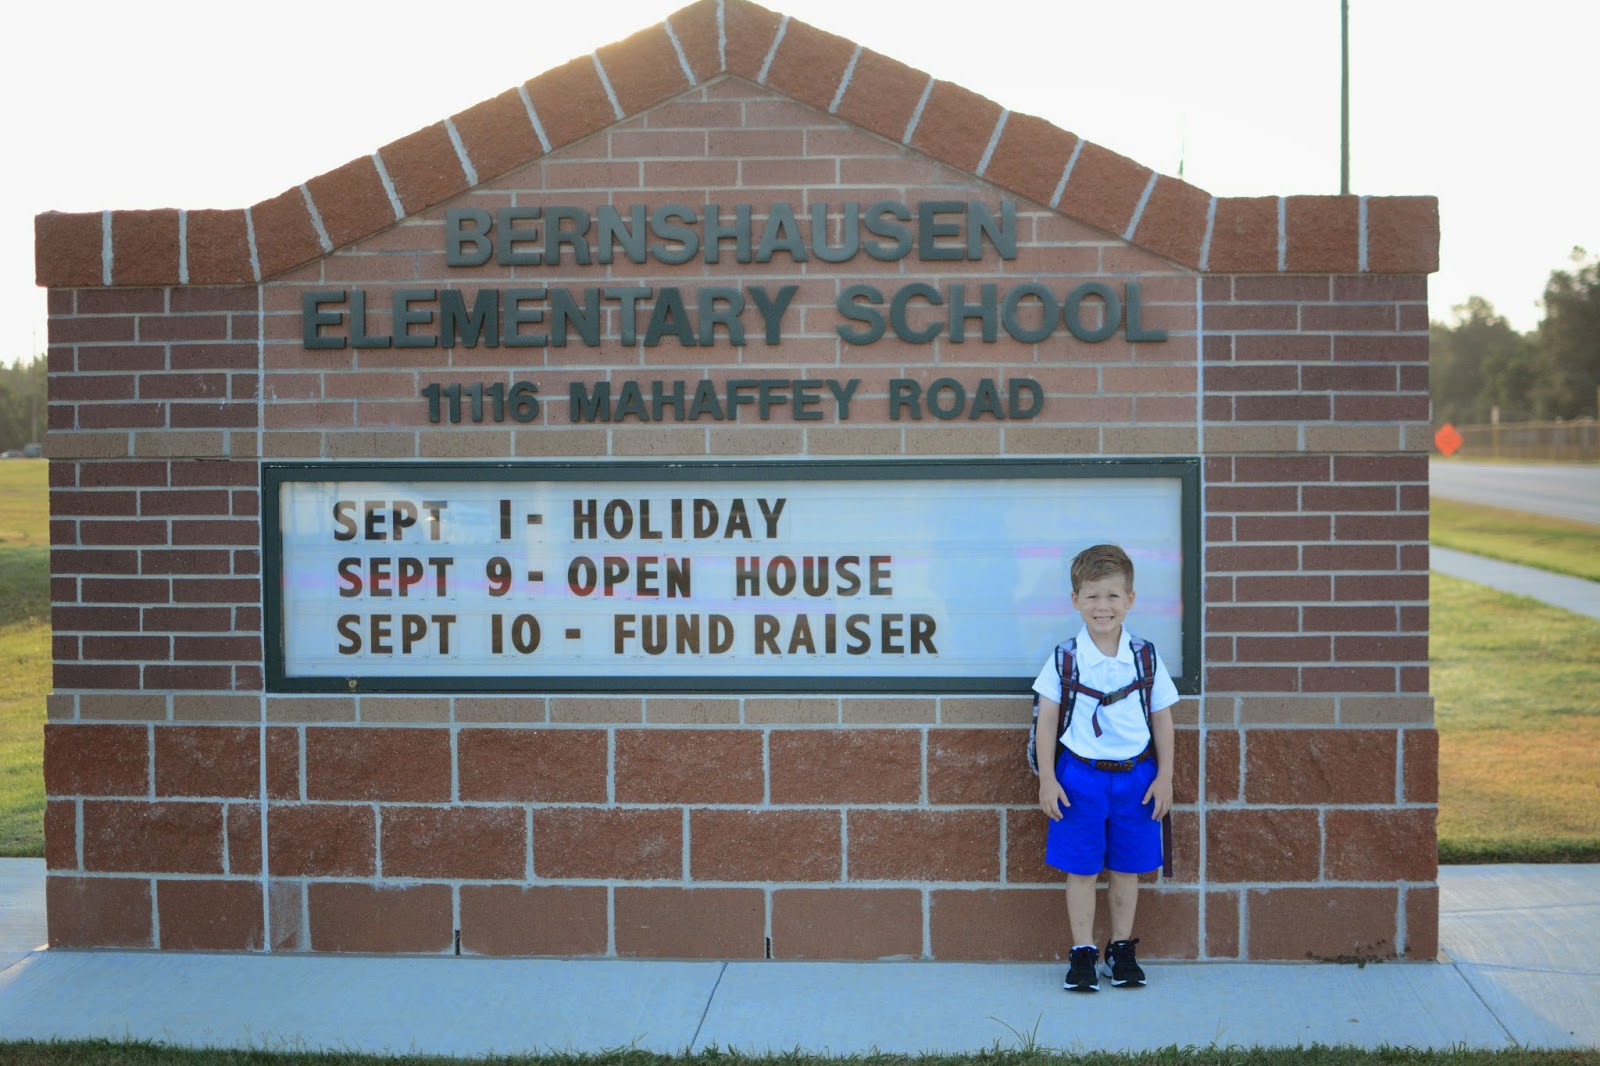 BERNSHAUSEN
ELEMENTARY SCHOOL
11116 MAHAFFEY ROAD
SEPT 1 - HOLIDAY
SEPT 9 - OPEN HOUSE
SEPT 10 - FUND RAISER